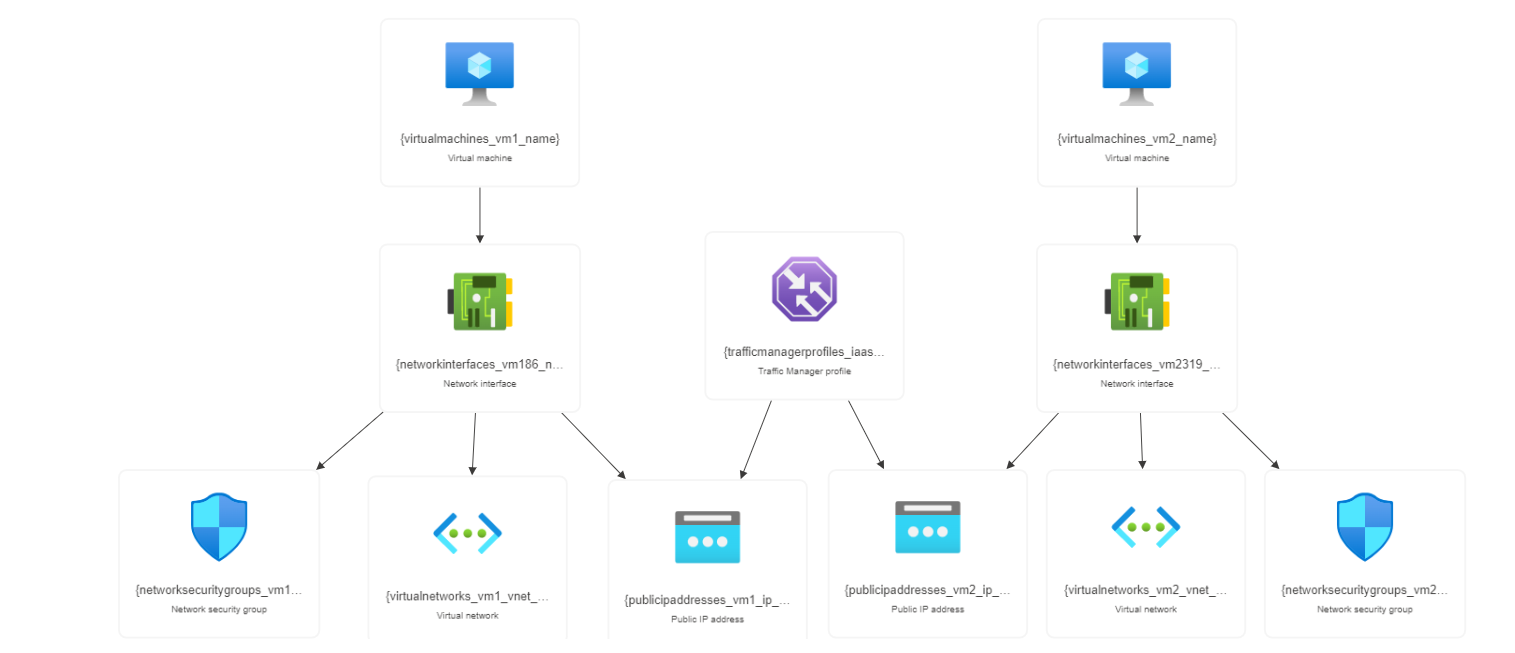 {virtualmachines_vm1_name}
Virtual machine
{virtualmachines_vm2_name}
Virtual machine
{networkinterfaces_vm186_n...
Network interface
{trafficmanagerprofiles_iaas...
Traffic Manager profile
{networkinterfaces_vm2319_...
Network interface
{networksecuritygroups_vm1...
Network security group
{virtualnetworks_vm1_vnet_...
Virtual network
{publicipaddresses_vm1_ip_...
Public IP address
{publicipaddresses_vm2_ip_...
Public IP address
{virtualnetworks_vm2_vnet_...
Virtual network
{networksecuritygroups_vm2...
Network security group